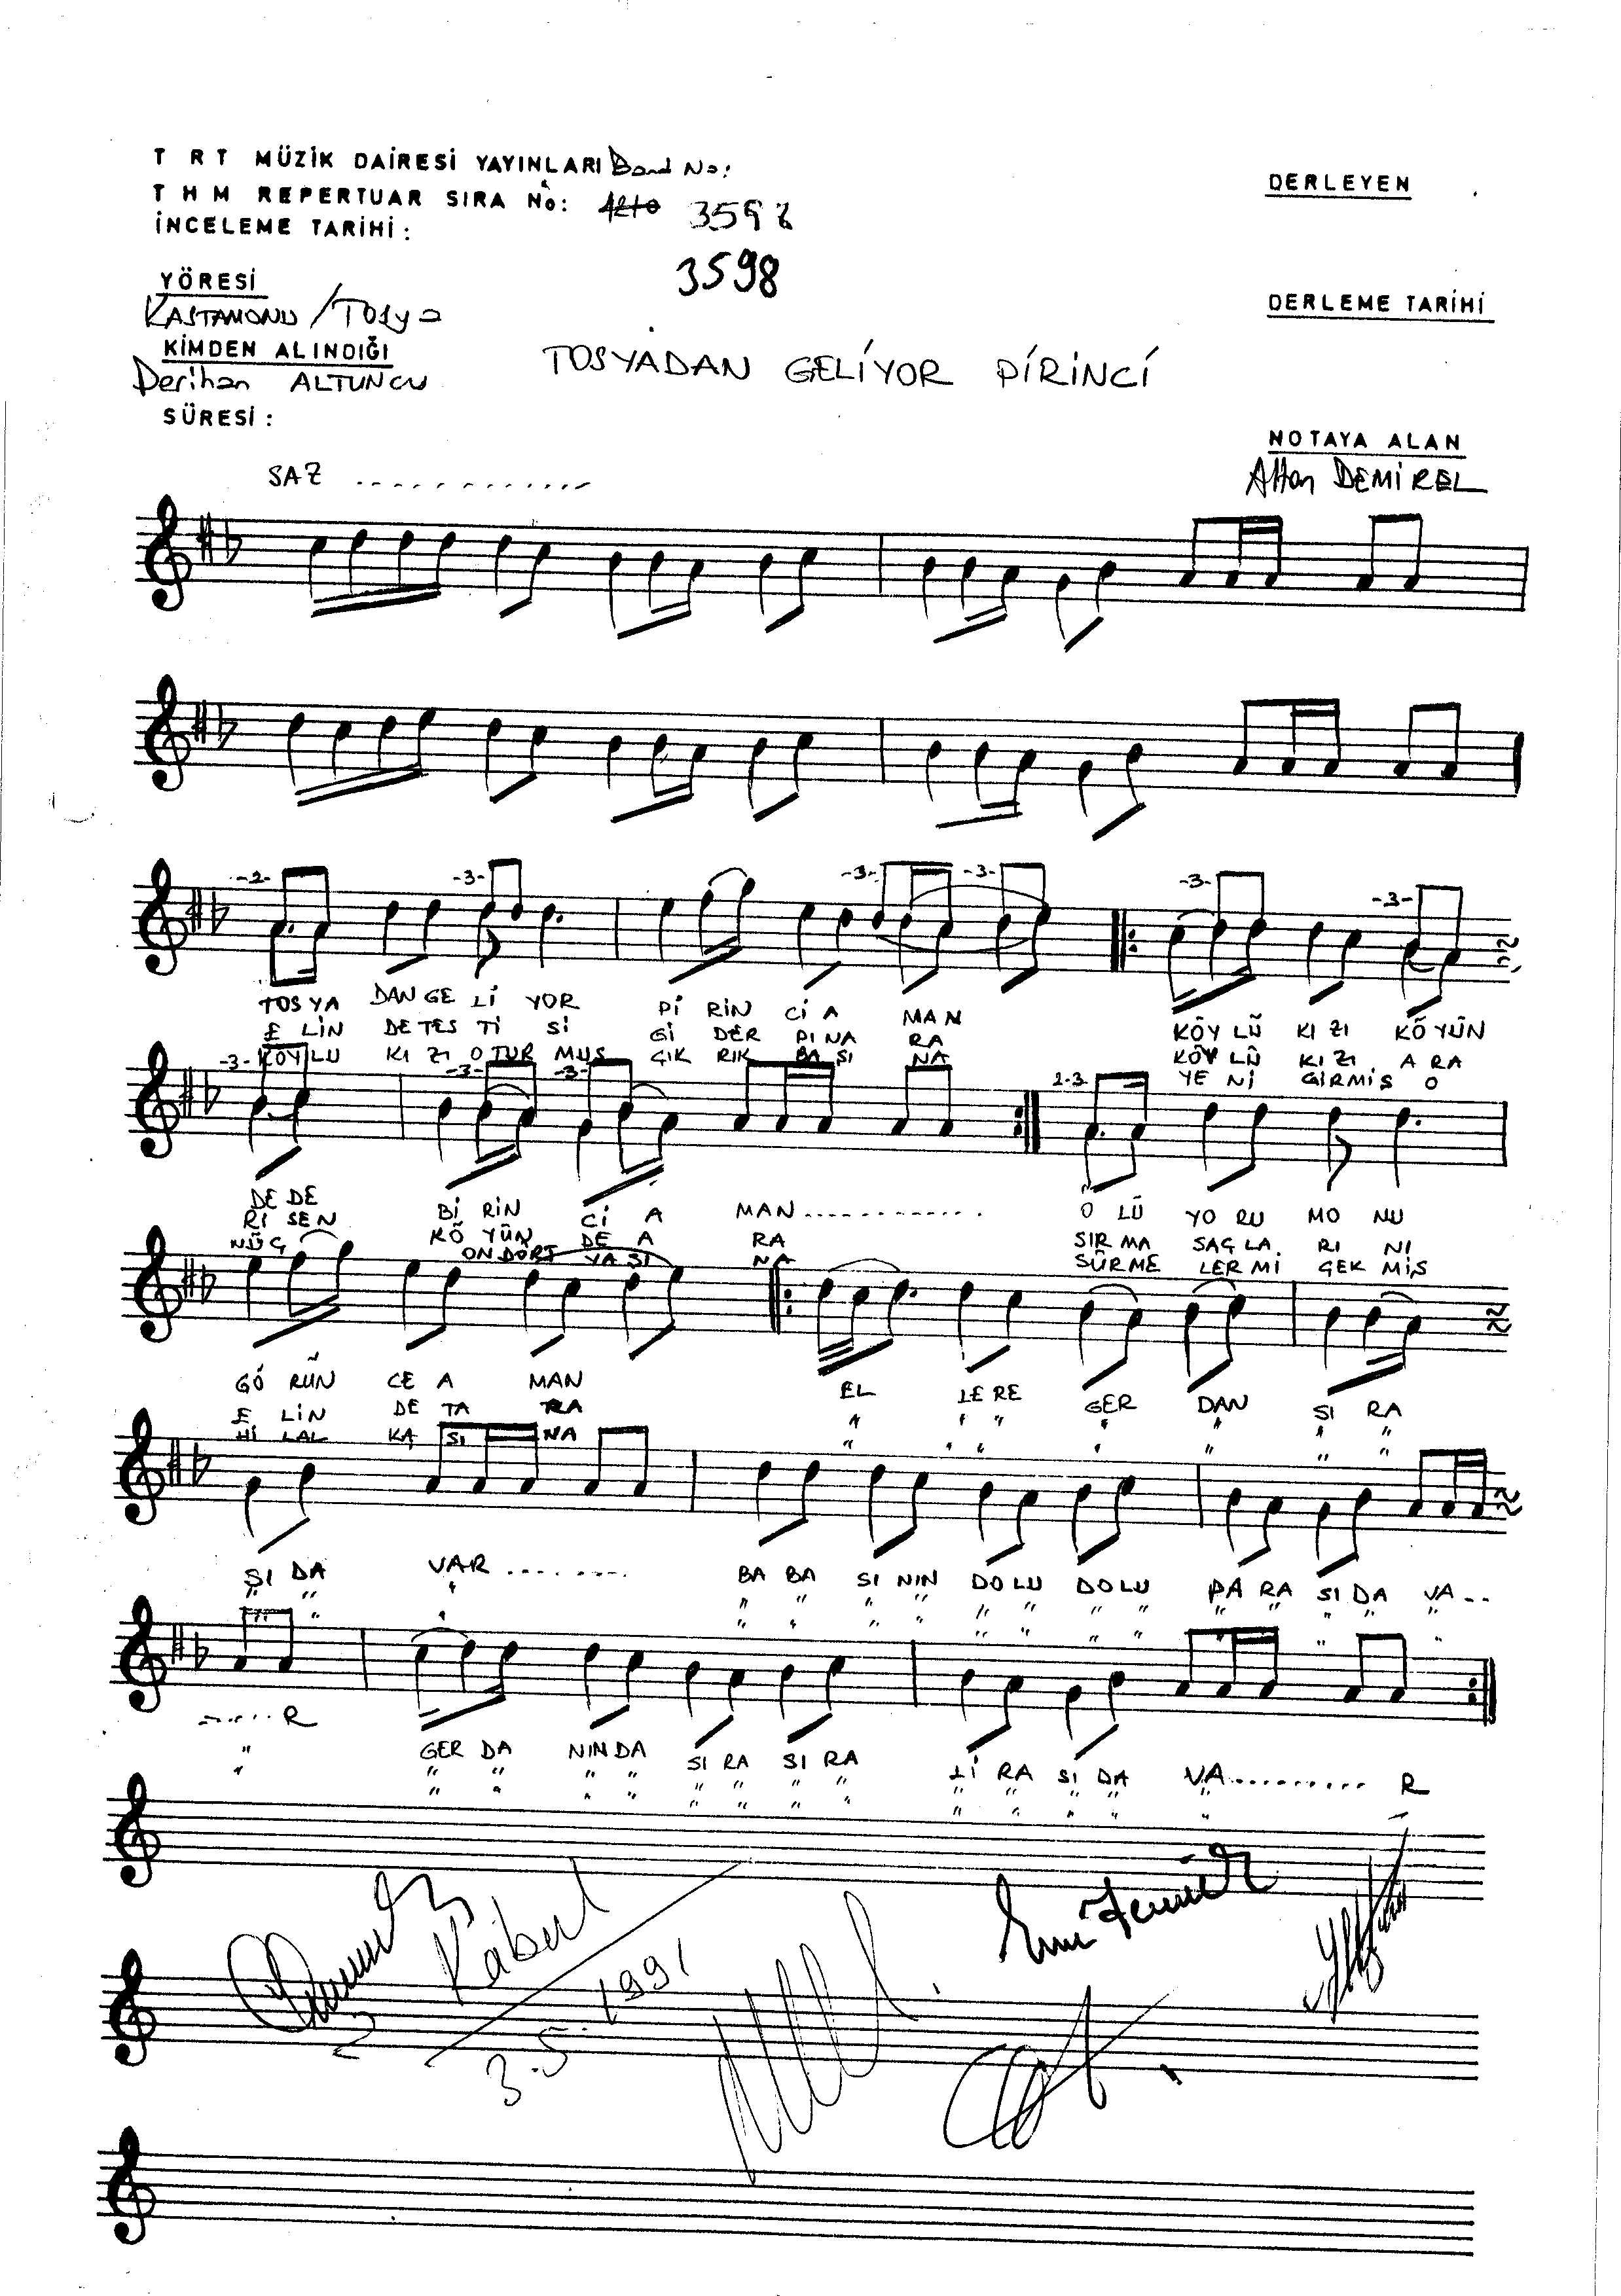 TRT MÜZİK DAİRESİ YAYINLARI Band No:
THM REPERTUAR SIRA No: 3598
İNCELEME TARİHİ:
3598
DERLEYEN
YÖRESİ
KASTAMONU / TOSYA
DERLEME TARİHİ
KİMDEN ALINDIĞI
Derihan ALTUNCU
TOSYADAN GELİYOR PİRİNCİ
SÜRESİ:
NOTAYA ALAN
DEMİREL
SAZ .............
-2- -3- -3- -3- -3- -3-
TOS YA DAN GE Lİ YOR Pİ RİN Cİ A MAN KÖY LÜ KI ZI KÖ YÜN
E LİN DE TES Tİ Sİ Gİ DER PI NA RA KÖY LÜ KI ZI A RA
KÖY LÜ KI ZI O TUR MUŞ ÇIK RIK BA ŞI NA YE Nİ GİRMİŞ O
-3- -3- -3- 2-3-
DE DE Bİ RİN Cİ A MAN............ Ö LÜ YO RU MO NU
Rİ SEN KÖ YÜN DE A RA SIR MA SAÇ LA RI NI
NÜÇ ON DÖRT YA ŞI NA SÜR ME LER Mİ ÇEK MİŞ
GÖ RÜN CE A MAN EL LE RE GER DAN SI RA
E LİN DE TA RA " " " " " " "
Hİ LAL KA ŞI NA " " " " " " "
SI DA VAR ........ BA BA SI NIN DO LU DO LU PA RA SI DA VA ..
" " " " " " " " " " " " " " " "
" " " " " " " " " " " " " " " "
......R GER DA NIN DA SI RA SI RA Lİ RA SI DA VA.......... R
" " " " " " " " " " " " " "
" " " " " " " " " " " " " "
Kabul
3.5.1991